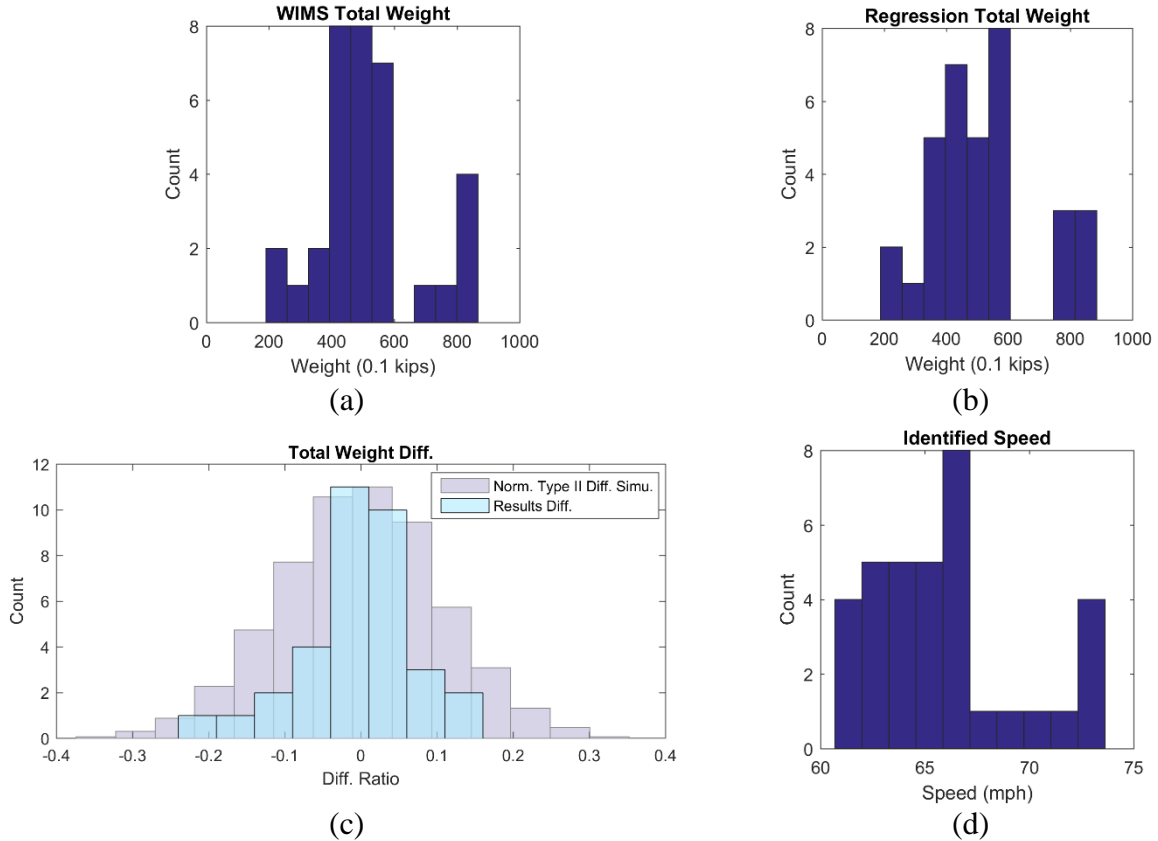 WIMS Total Weight
8
6
4
2
0
Count
0 200 400 600 800 1000
Weight (0.1 kips)
(a)
Regression Total Weight
8
6
4
2
0
Count
0 200 400 600 800 1000
Weight (0.1 kips)
(b)
Total Weight Diff.
12
10
8
6
4
2
0
Count
Norm. Type II Diff. Simu.
Results Diff.
-0.4 -0.3 -0.2 -0.1 0 0.1 0.2 0.3 0.4
Diff. Ratio
(c)
Identified Speed
8
6
4
2
0
Count
60 65 70 75
Speed (mph)
(d)